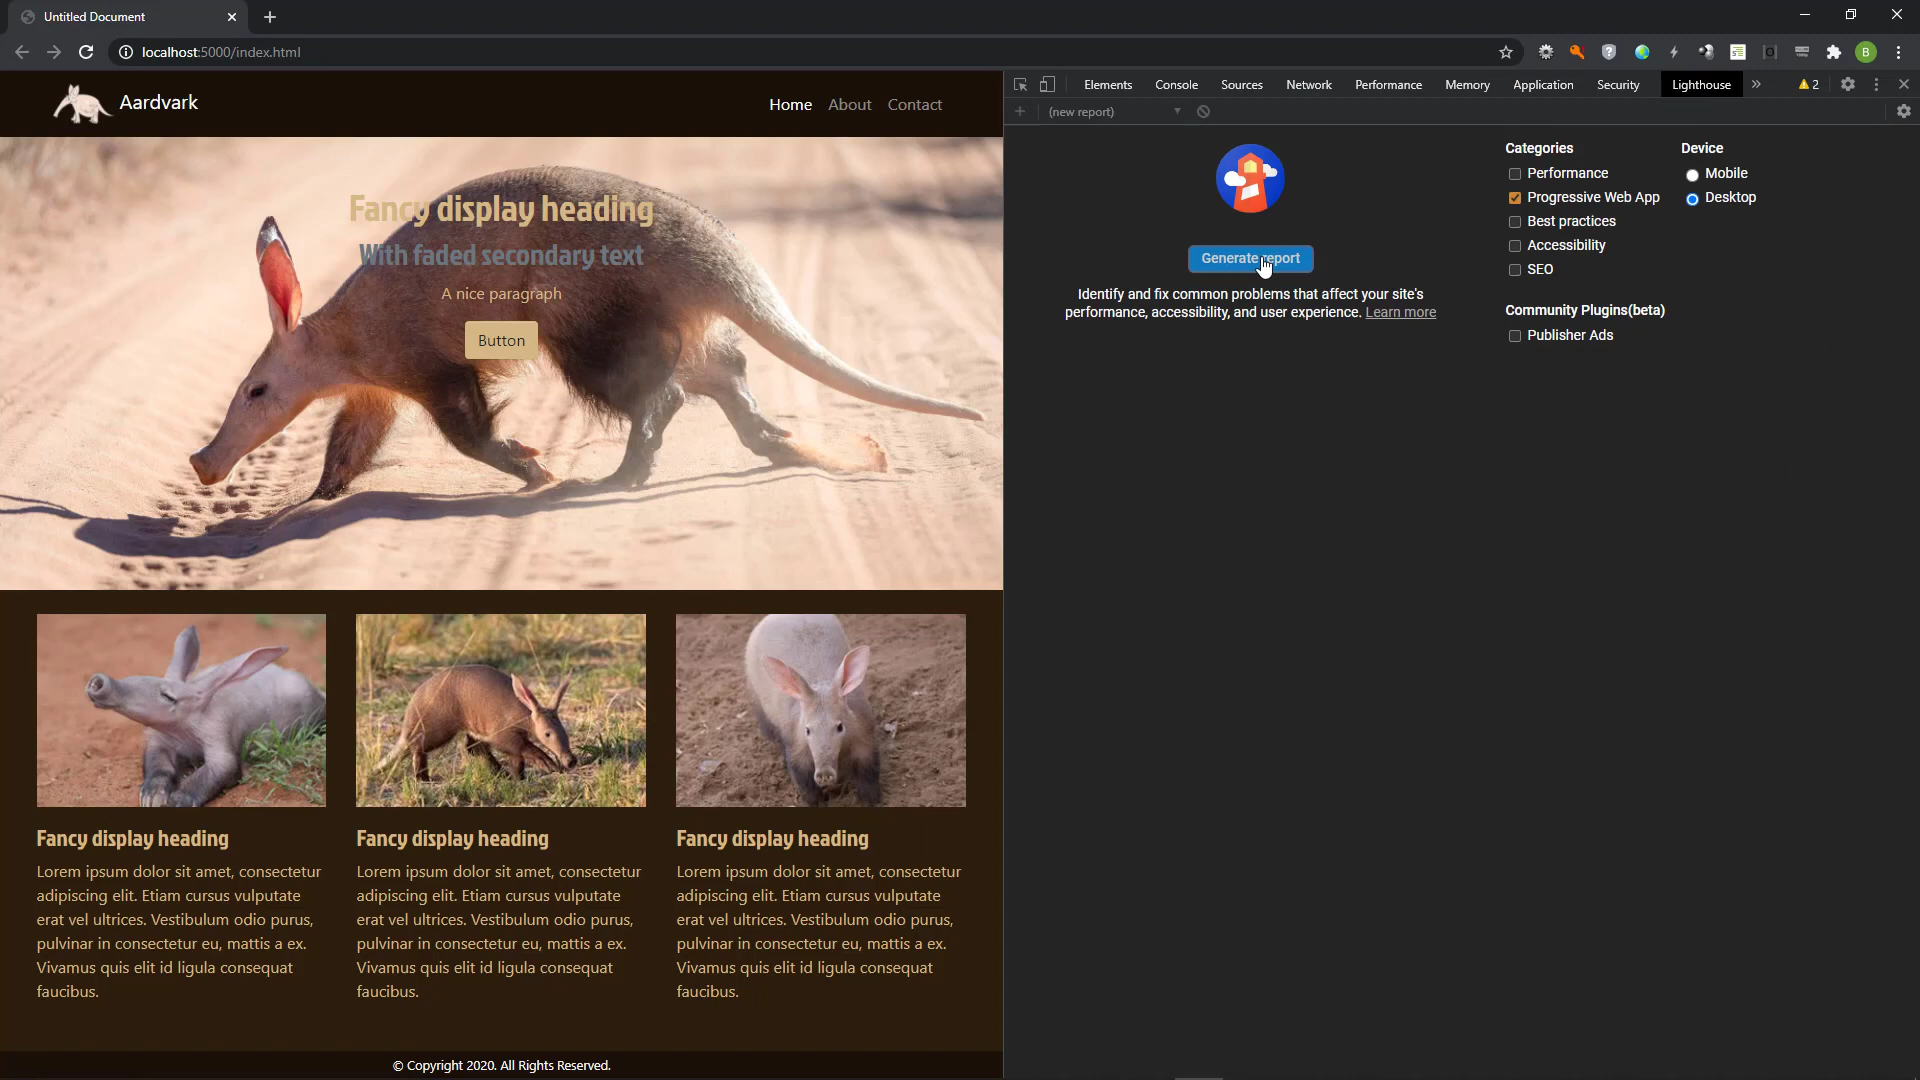 Untitled Document
localhost:5000/index.html
B
Aardvark
Home About Contact
Fancy display heading
With faded secondary text
A nice paragraph
Button
Fancy display heading
Lorem ipsum dolor sit amet, consectetur
adipiscing elit. Etiam cursus vulputate
erat vel ultrices. Vestibulum odio purus,
pulvinar in consectetur eu, mattis a ex.
Vivamus quis elit id ligula consequat
faucibus.
Fancy display heading
Lorem ipsum dolor sit amet, consectetur
adipiscing elit. Etiam cursus vulputate
erat vel ultrices. Vestibulum odio purus,
pulvinar in consectetur eu, mattis a ex.
Vivamus quis elit id ligula consequat
faucibus.
Fancy display heading
Lorem ipsum dolor sit amet, consectetur
adipiscing elit. Etiam cursus vulputate
erat vel ultrices. Vestibulum odio purus,
pulvinar in consectetur eu, mattis a ex.
Vivamus quis elit id ligula consequat
faucibus.
© Copyright 2020. All Rights Reserved.
Elements Console Sources Network Performance Memory Application Security Lighthouse » 2
(new report)
Generate report
Identify and fix common problems that affect your site's
performance, accessibility, and user experience. Learn more
Categories
Performance
Progressive Web App
Best practices
Accessibility
SEO
Community Plugins(beta)
Publisher Ads
Device
Mobile
Desktop